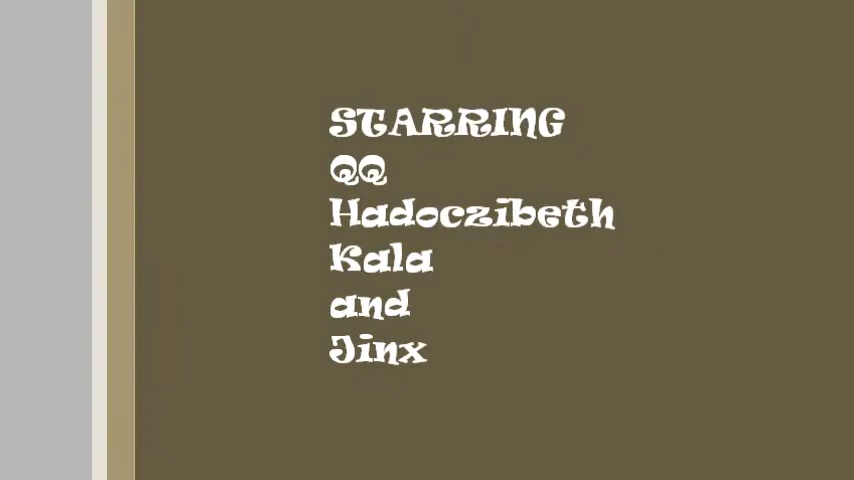 STARRING
QQ
Hadoczibeth
Kala
and
Jinx